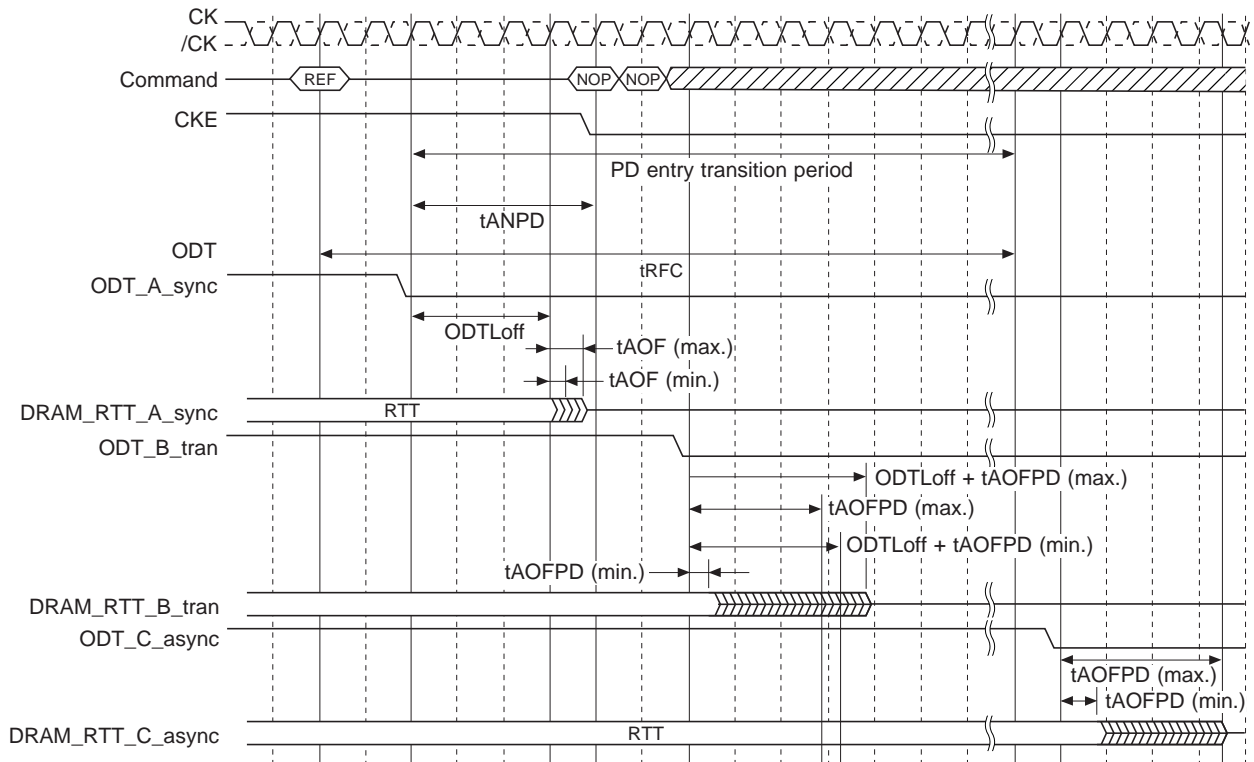 CK
/CK
Command
REF
NOP
NOP
CKE
PD entry transition period
tANPD
ODT
tRFC
ODT_A_sync
ODTLoff
tAOF (max.)
tAOF (min.)
DRAM_RTT_A_sync
RTT
ODT_B_tran
ODTLoff + tAOFPD (max.)
tAOFPD (max.)
ODTLoff + tAOFPD (min.)
tAOFPD (min.)
DRAM_RTT_B_tran
ODT_C_async
tAOFPD (max.)
tAOFPD (min.)
DRAM_RTT_C_async
RTT